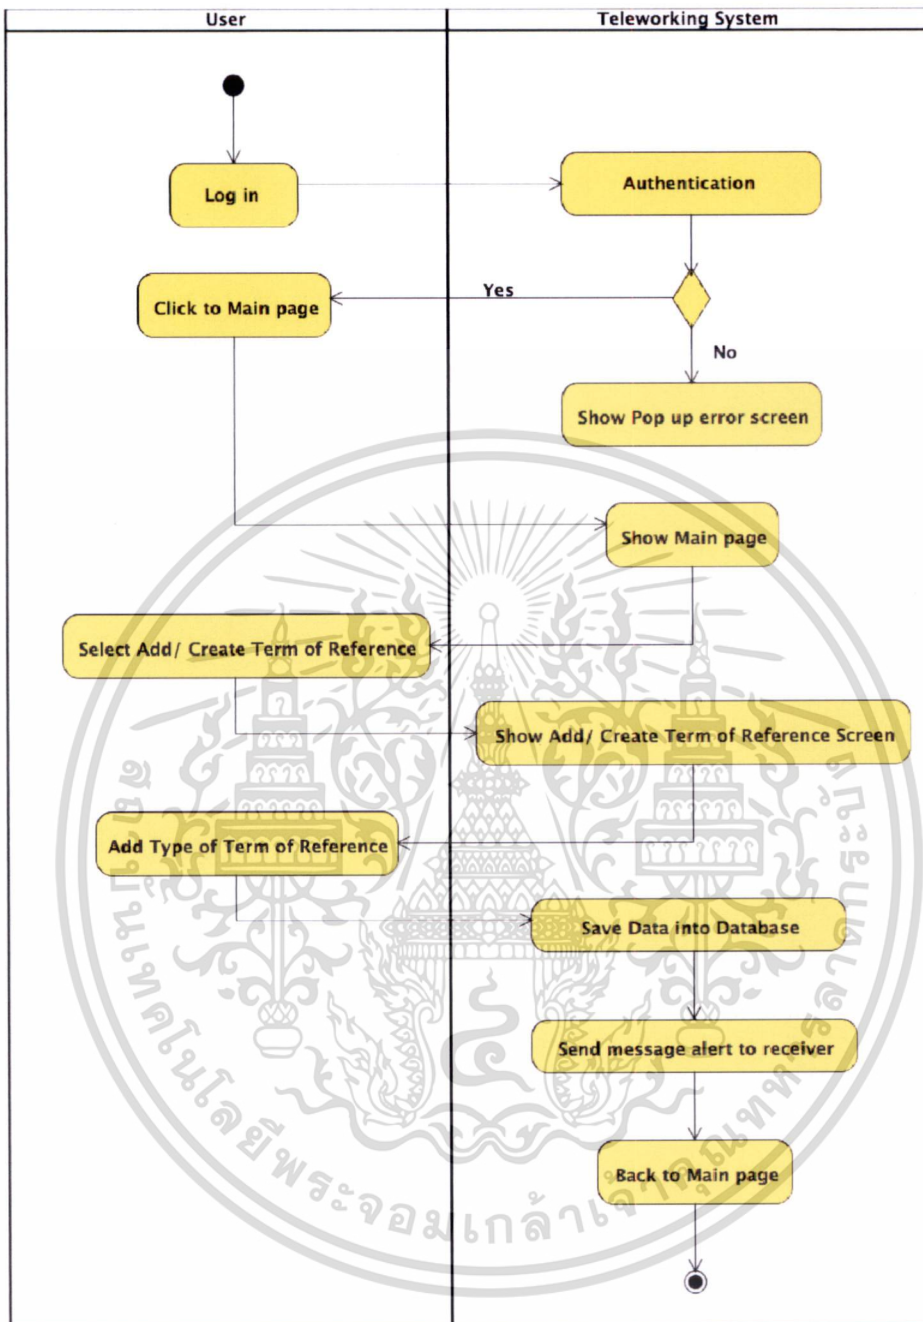 User
Teleworking System
Log in
Authentication
Click to Main page
Yes
No
Show Pop up error screen
Show Main page
Select Add/ Create Term of Reference
Show Add/ Create Term of Reference Screen
Add Type of Term of Reference
Save Data into Database
Send message alert to receiver
Back to Main page